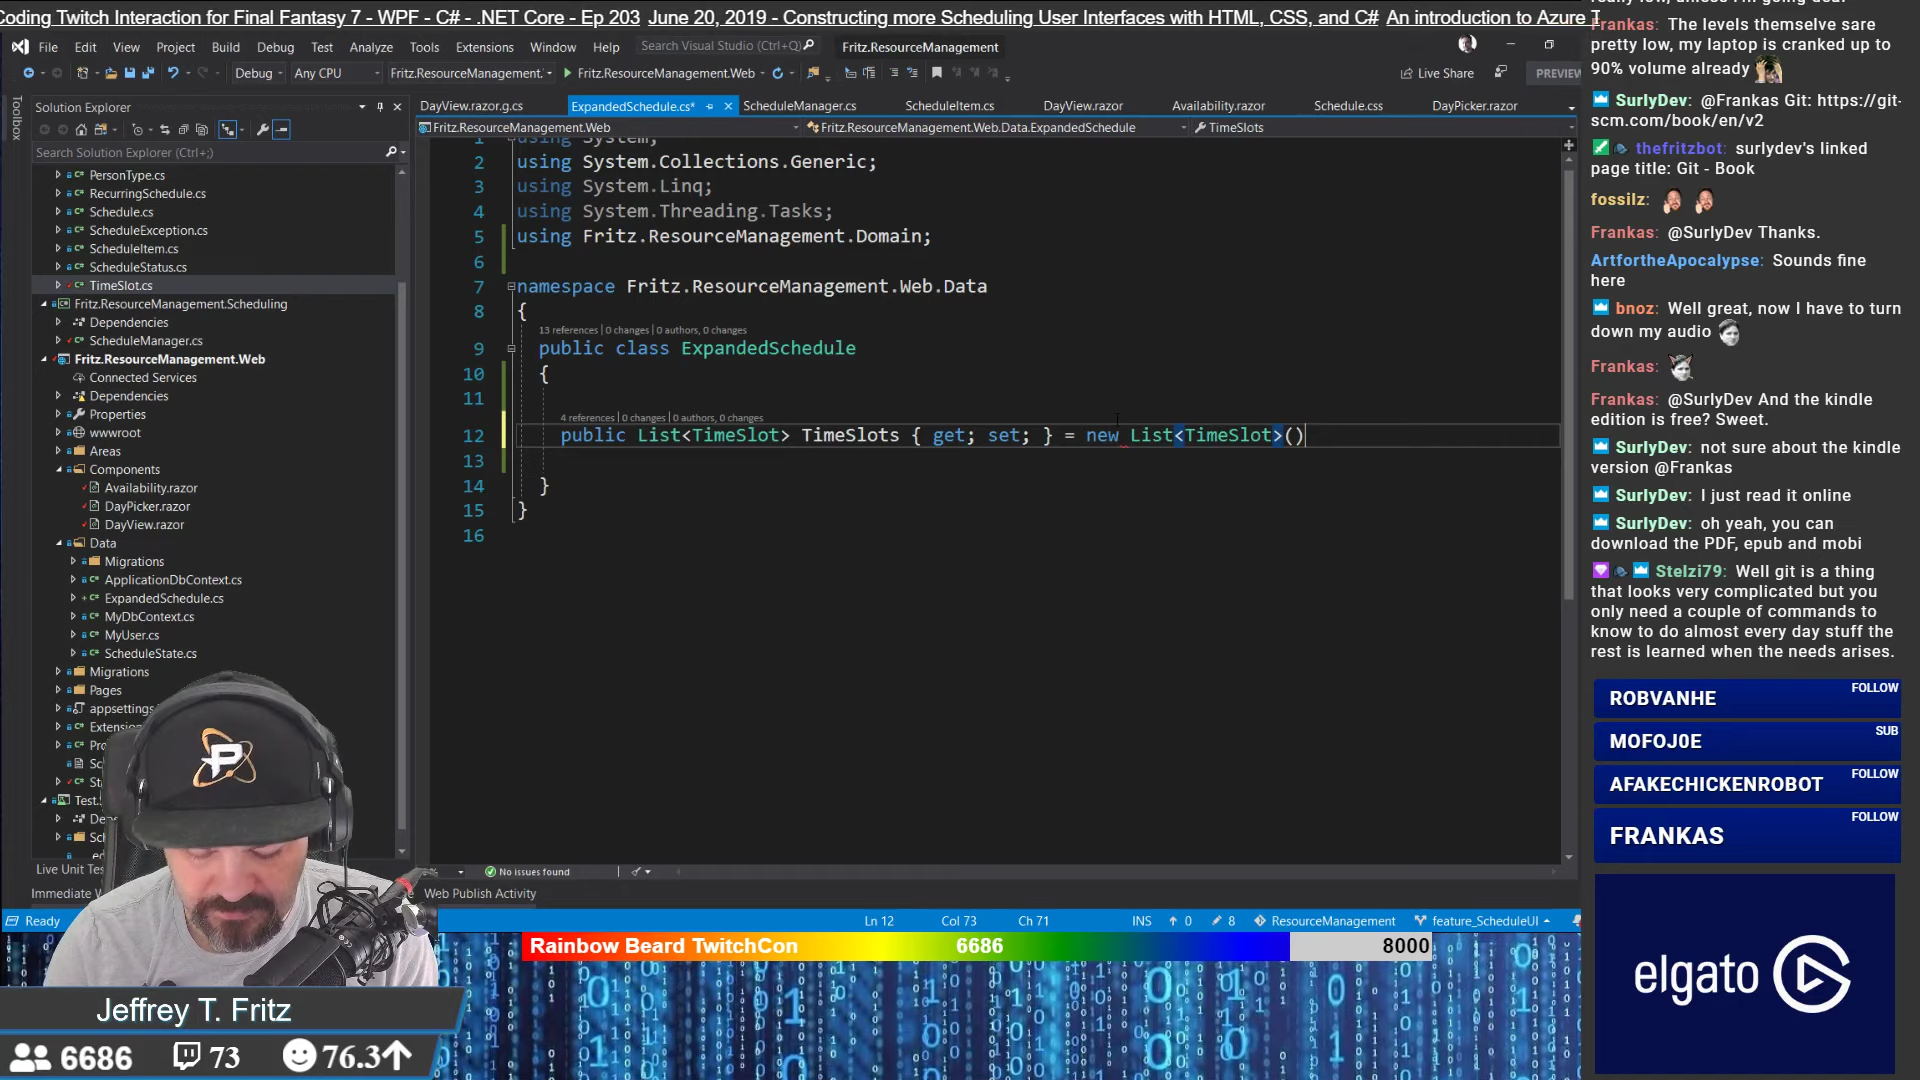 Coding Twitch Interaction for Final Fantasy 7 - WPF - C# - .NET Core - Ep 203 June 20, 2019 - Constructing more Scheduling User Interfaces with HTML, CSS, and C# An introduction to Azure
File Edit View Project Build Debug Test Analyze Tools Extensions Window Help Search Visual Studio (Ctrl+Q) Fritz.ResourceManagement
Debug Any CPU Fritz.ResourceManagement. Fritz.ResourceManagement.Web Live Share PREVIEW
Toolbox
Solution Explorer
Search Solution Explorer (Ctrl+;)
PersonType.cs
RecurringSchedule.cs
Schedule.cs
ScheduleException.cs
ScheduleItem.cs
ScheduleStatus.cs
TimeSlot.cs
Fritz.ResourceManagement.Scheduling
Dependencies
ScheduleManager.cs
Fritz.ResourceManagement.Web
Connected Services
Dependencies
Properties
wwwroot
Areas
Components
Availability.razor
DayPicker.razor
DayView.razor
Data
Migrations
ApplicationDbContext.cs
ExpandedSchedule.cs
MyDbContext.cs
MyUser.cs
ScheduleState.cs
Migrations
Pages
appsettings
Extension
Pro
Sc
St
Test.
Dep
Sch
Live Unit Tes
Immediate W
DayView.razor.g.cs ExpandedSchedule.cs* ScheduleManager.cs ScheduleItem.cs DayView.razor Availability.razor Schedule.css DayPicker.razor
Fritz.ResourceManagement.Web Fritz.ResourceManagement.Web.Data.ExpandedSchedule TimeSlots
1 using System;
2 using System.Collections.Generic;
3 using System.Linq;
4 using System.Threading.Tasks;
5 using Fritz.ResourceManagement.Domain;
6
7 namespace Fritz.ResourceManagement.Web.Data
8 {
13 references | 0 changes | 0 authors, 0 changes
9 public class ExpandedSchedule
10 {
11
4 references | 0 changes | 0 authors, 0 changes
12 public List<TimeSlot> TimeSlots { get; set; } = new List<TimeSlot>()
13
14 }
15 }
16
No issues found
Web Publish Activity
Ready Ln 12 Col 73 Ch 71 INS 0 8 ResourceManagement feature_ScheduleUI
Rainbow Beard TwitchCon 6686 8000
Jeffrey T. Fritz
6686 73 76.3
Frankas: The levels themselve sare
pretty low, my laptop is cranked up to
90% volume already
SurlyDev: @Frankas Git: https://git-
scm.com/book/en/v2
thefritzbot: surlydev's linked
page title: Git - Book
fossilz:
Frankas: @SurlyDev Thanks.
ArtfortheApocalypse: Sounds fine
here
bnoz: Well great, now I have to turn
down my audio
Frankas:
Frankas: @SurlyDev And the kindle
edition is free? Sweet.
SurlyDev: not sure about the kindle
version @Frankas
SurlyDev: I just read it online
SurlyDev: oh yeah, you can
download the PDF, epub and mobi
Stelzi79: Well git is a thing
that looks very complicated but you
only need a couple of commands to
know to do almost every day stuff the
rest is learned when the needs arises.
ROBVANHE FOLLOW
MOFOJ0E SUB
AFAKECHICKENROBOT FOLLOW
FRANKAS FOLLOW
elgato